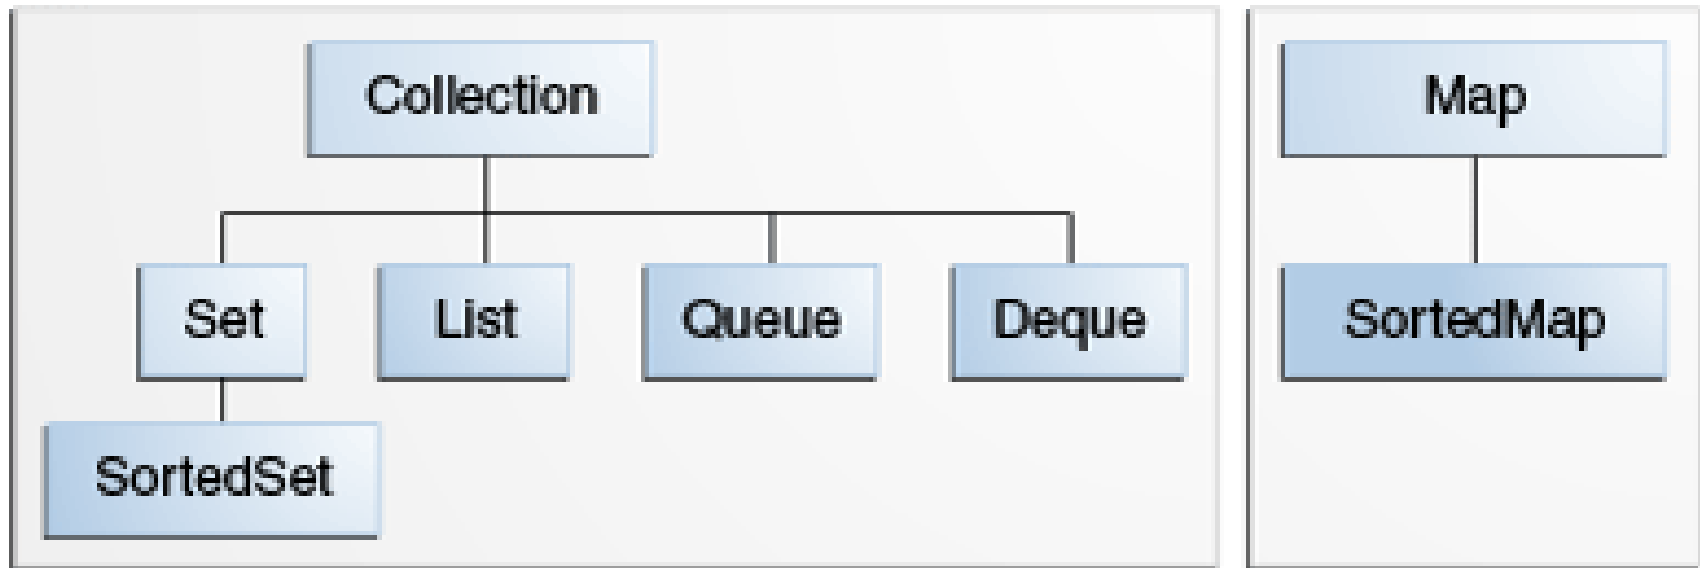 Collection
Map
Set
List
Queue
Deque
SortedMap
SortedSet